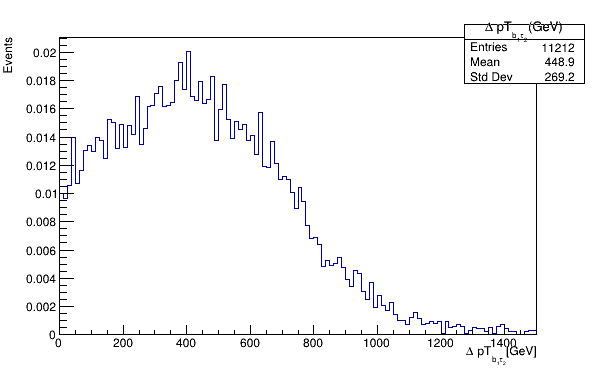 Δ pT_{b_1τ_2}(GeV)
Entries 11212
Mean 448.9
Std Dev 269.2
Events
0.02
0.018
0.016
0.014
0.012
0.01
0.008
0.006
0.004
0.002
0
0 200 400 600 800 1000 1200 1400
Δ pT_{b_1τ_2}[GeV]